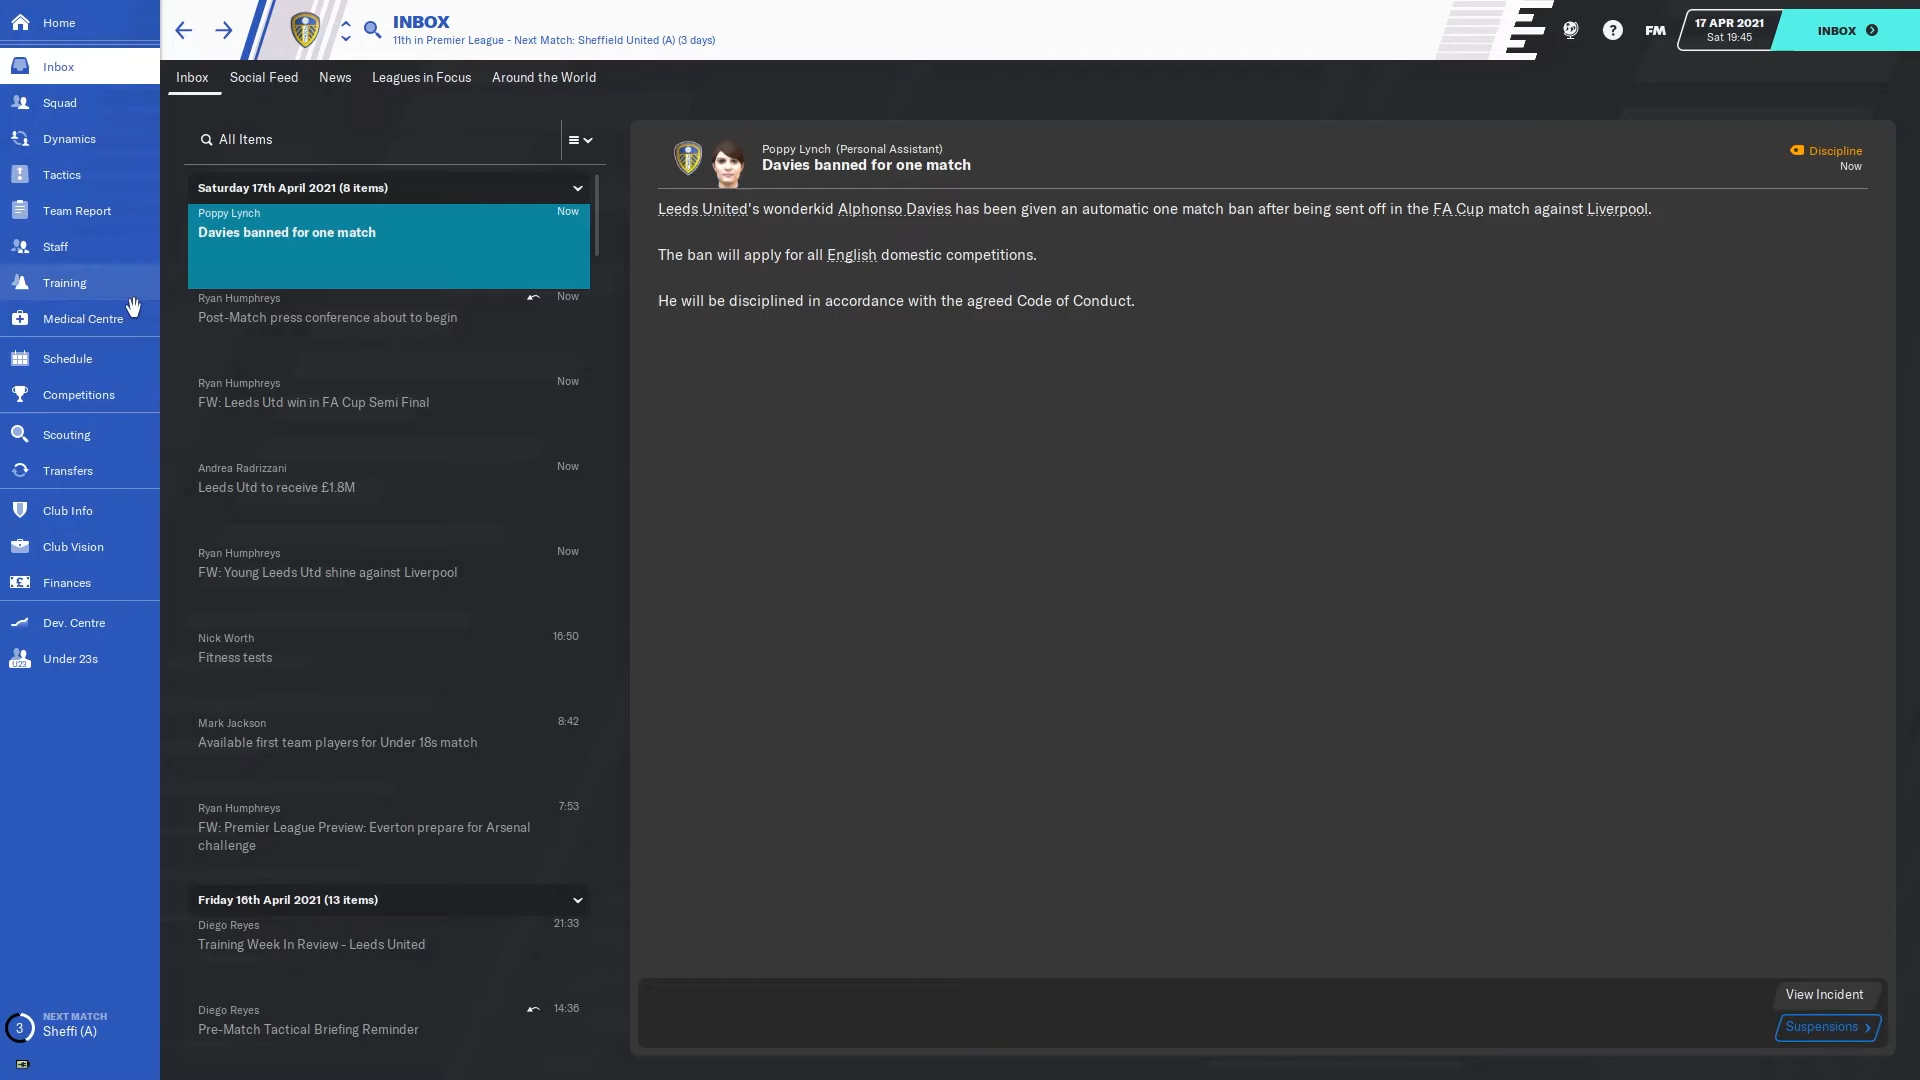 Home
Inbox
Squad
Dynamics
Tactics
Team Report
Staff
Training
Medical Centre
Schedule
Competitions
Scouting
Transfers
Club Info
Club Vision
Finances
Dev. Centre
U23
Under 23s
3
NEXT MATCH
Sheffi (A)
INBOX
11th in Premier League - Next Match: Sheffield United (A) (3 days)
?
FM
17 APR 2021
Sat 19:45
INBOX
Inbox
Social Feed
News
Leagues in Focus
Around the World
All Items
Saturday 17th April 2021 (8 items)
Poppy Lynch
Now
Davies banned for one match
Ryan Humphreys
Now
Post-Match press conference about to begin
Ryan Humphreys
Now
FW: Leeds Utd win in FA Cup Semi Final
Andrea Radrizzani
Now
Leeds Utd to receive £1.8M
Ryan Humphreys
Now
FW: Young Leeds Utd shine against Liverpool
Nick Worth
16:50
Fitness tests
Mark Jackson
8:42
Available first team players for Under 18s match
Ryan Humphreys
7:53
FW: Premier League Preview: Everton prepare for Arsenal
challenge
Friday 16th April 2021 (13 items)
Diego Reyes
21:33
Training Week In Review - Leeds United
Diego Reyes
14:36
Pre-Match Tactical Briefing Reminder
Poppy Lynch (Personal Assistant)
Davies banned for one match
Discipline
Now
Leeds United's wonderkid Alphonso Davies has been given an automatic one match ban after being sent off in the FA Cup match against Liverpool.
The ban will apply for all English domestic competitions.
He will be disciplined in accordance with the agreed Code of Conduct.
View Incident
Suspensions